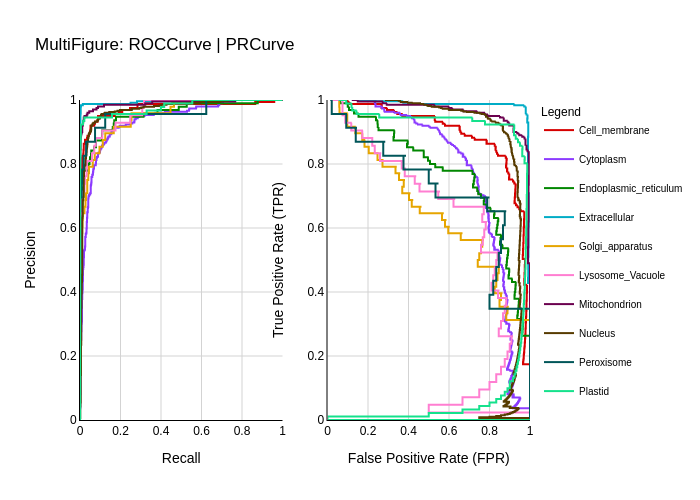 MultiFigure: ROCCurve | PRCurve
Precision
1
0.8
0.6
0.4
0.2
0
0 0.2 0.4 0.6 0.8 1
Recall
True Positive Rate (TPR)
1
0.8
0.6
0.4
0.2
0
0 0.2 0.4 0.6 0.8 1
False Positive Rate (FPR)
Legend
Cell_membrane
Cytoplasm
Endoplasmic_reticulum
Extracellular
Golgi_apparatus
Lysosome_Vacuole
Mitochondrion
Nucleus
Peroxisome
Plastid